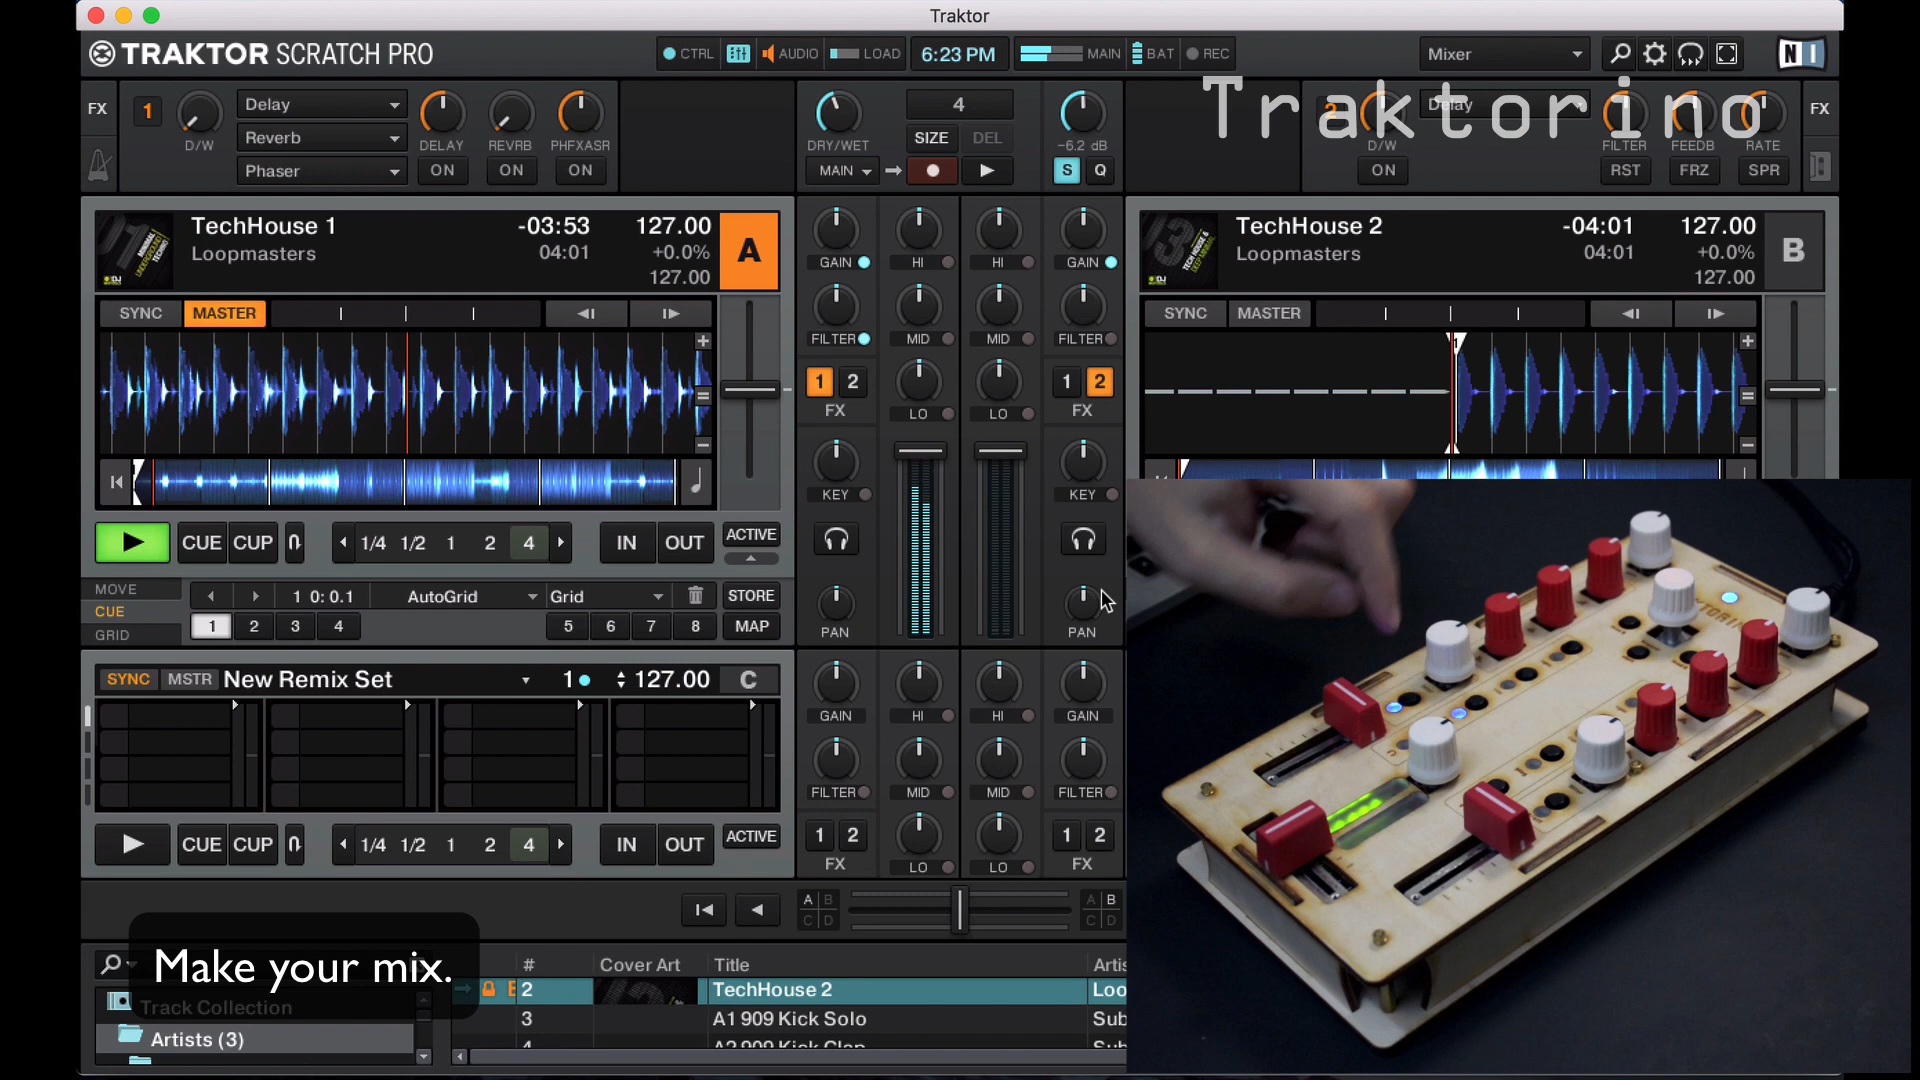 Traktor
TRAKTOR SCRATCH PRO
CTRL
AUDIO
LOAD
6:23 PM
MAIN
BAT
REC
Mixer
NI
Traktorino
FX
1
D/W
Delay
Reverb
Phaser
DELAY
REVRB
PHFXASR
ON
ON
ON
DRY/WET
MAIN
4
SIZE
DEL
-6.2 dB
S
Q
2
D/W
ON
Delay
FILTER
FEEDB
RATE
RST
FRZ
SPR
FX
TechHouse 1
Loopmasters
-03:53
04:01
127.00
+0.0%
127.00
A
SYNC
MASTER
CUE
CUP
1/4
1/2
1
2
4
IN
OUT
ACTIVE
MOVE
CUE
GRID
1 0: 0.1
AutoGrid
Grid
STORE
1
2
3
4
5
6
7
8
MAP
SYNC
MSTR
New Remix Set
1
127.00
C
CUE
CUP
1/4
1/2
1
2
4
IN
OUT
ACTIVE
GAIN
HI
HI
GAIN
FILTER
MID
MID
FILTER
1
2
FX
LO
LO
1
2
FX
KEY
KEY
PAN
PAN
GAIN
HI
HI
GAIN
FILTER
MID
MID
FILTER
1
2
FX
LO
LO
1
2
FX
A B
C D
A B
C D
TechHouse 2
Loopmasters
-04:01
04:01
127.00
+0.0%
127.00
B
SYNC
MASTER
1
Make your mix.
Track Collection
Artists (3)
#
Cover Art
Title
2
TechHouse 2
3
A1 909 Kick Solo
Sub